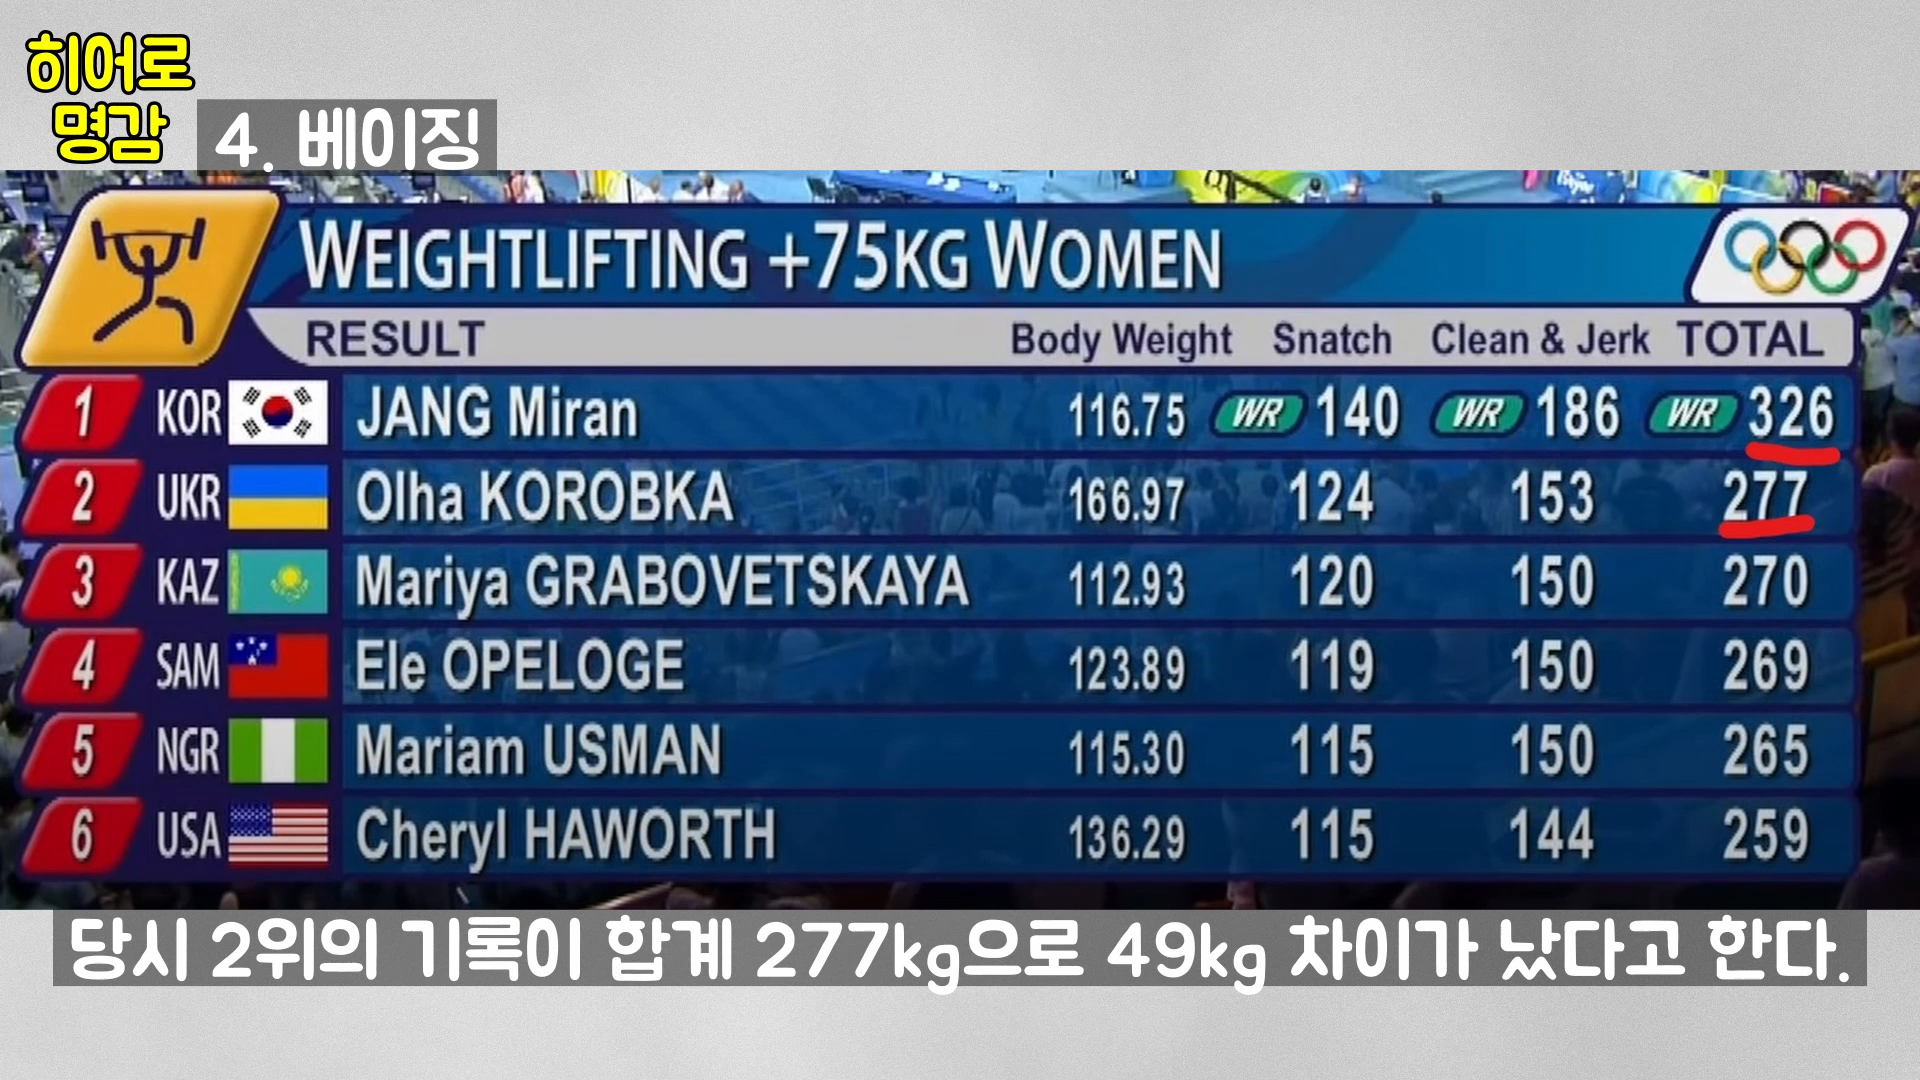 히어로
명감
4. 베이징
WEIGHTLIFTING +75KG WOMEN
RESULT Body Weight Snatch Clean & Jerk TOTAL
1 KOR JANG Miran 116.75 WR 140 WR 186 WR 326
2 UKR Olha KOROBKA 166.97 124 153 277
3 KAZ Mariya GRABOVETSKAYA 112.93 120 150 270
4 SAM Ele OPELOGE 123.89 119 150 269
5 NGR Mariam USMAN 115.30 115 150 265
6 USA Cheryl HAWORTH 136.29 115 144 259
당시 2위의 기록이 합계 277kg으로 49kg 차이가 났다고 한다.